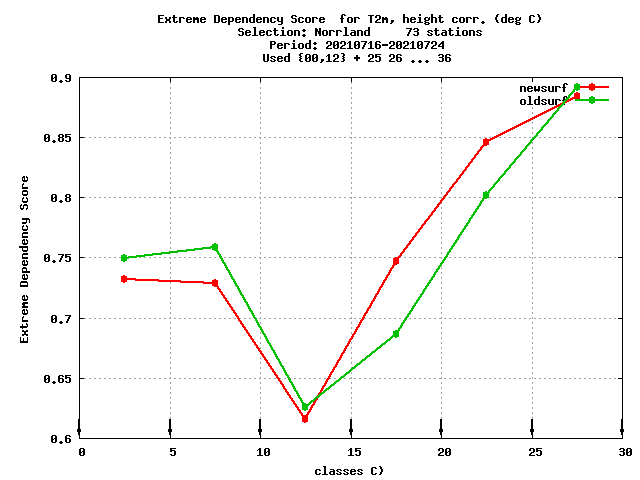 Extreme Dependency Score  for T2m, height corr. (deg C)
Selection: Norrland     73 stations
Period: 20210716-20210724
Used {00,12} + 25 26 ... 36
newsurf
oldsurf
0.9
0.85
0.8
0.75
0.7
0.65
0.6
Extreme Dependency Score
0 5 10 15 20 25 30
classes C)